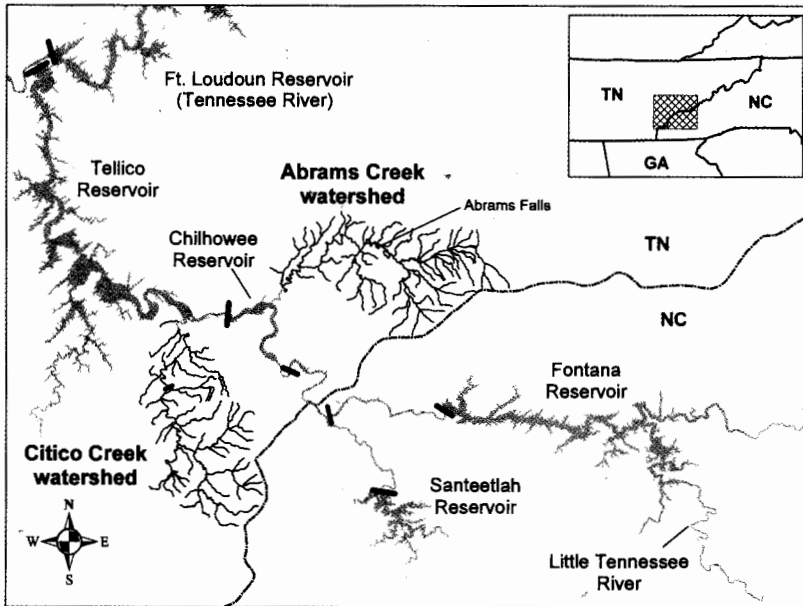 Ft. Loudoun Reservoir
(Tennessee River)
TN
NC
GA
Tellico
Reservoir
Abrams Creek
watershed
Abrams Falls
Chilhowee
Reservoir
TN
NC
Fontana
Reservoir
Citico Creek
watershed
Santeetlah
Reservoir
N
W
E
S
Little Tennessee
River